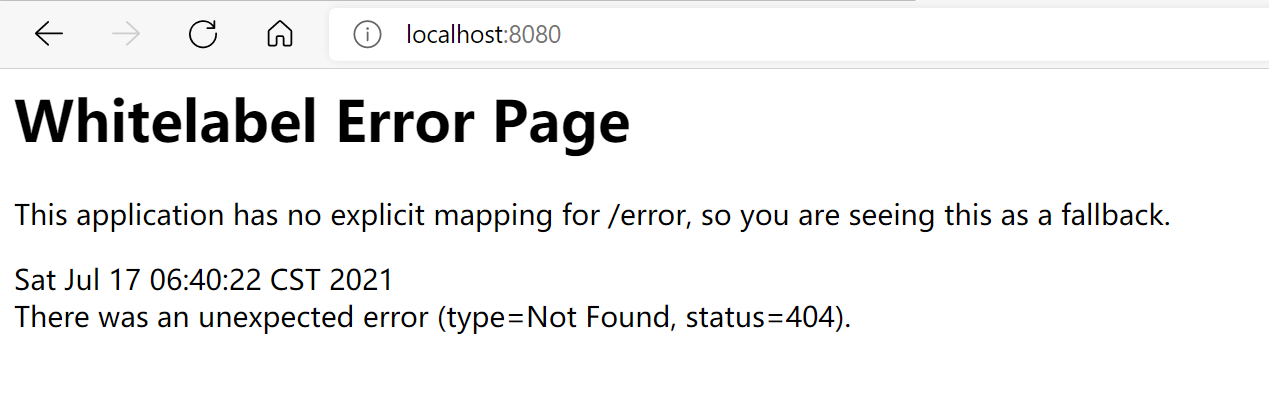 localhost:8080
Whitelabel Error Page
This application has no explicit mapping for /error, so you are seeing this as a fallback.
Sat Jul 17 06:40:22 CST 2021
There was an unexpected error (type=Not Found, status=404).